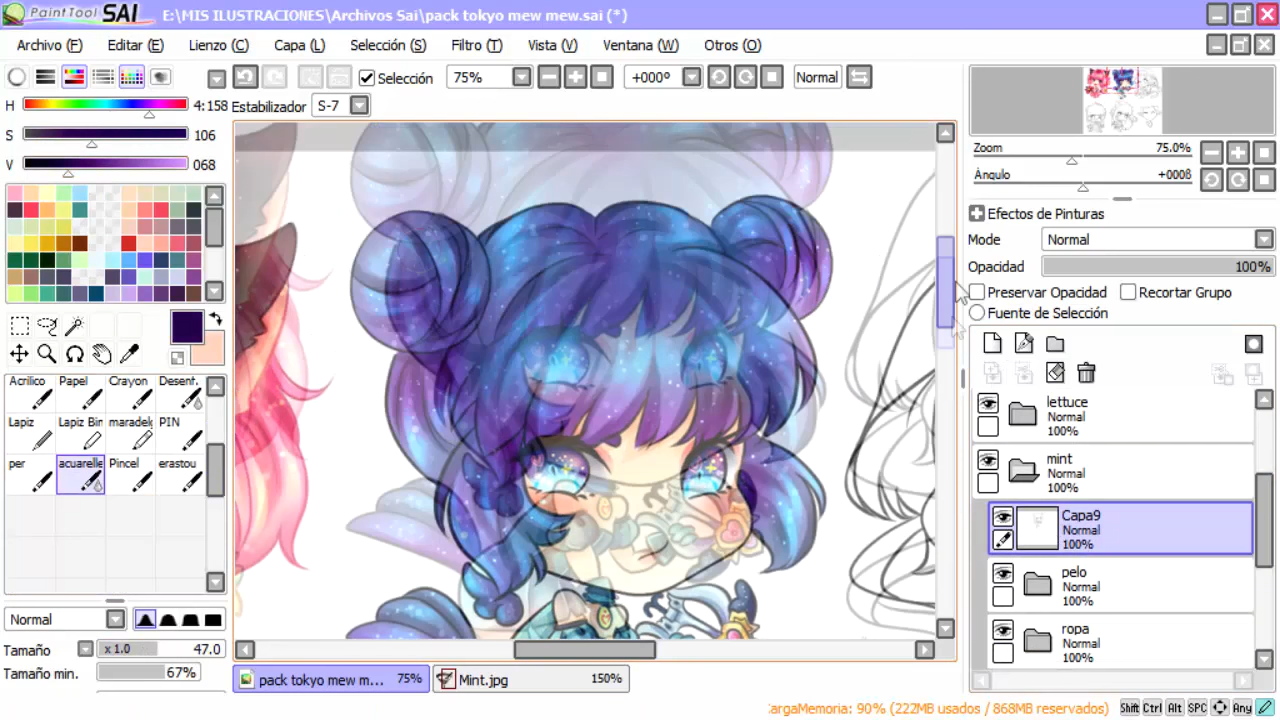 PaintTool SAI E:\MIS ILUSTRACIONES\Archivos Sai\pack tokyo mew mew.sai (*)
Archivo (F) Editar (E) Lienzo (C) Capa (L) Selección (S) Filtro (T) Vista (V) Ventana (W) Otros (O)
Selección 75% +000º Normal
H 4:158 Estabilizador S-7
S 106
V 068
Zoom 75.0%
Ángulo +000ß
Efectos de Pinturas
Mode Normal
Opacidad 100%
Preservar Opacidad Recortar Grupo
Fuente de Selección
Acrilico Papel Crayon Desent.
Lapiz Lapiz Bin maradek PIN
per acuarelle Pincel erastou
lettuce
Normal
100%
mint
Normal
100%
Capa9
Normal
100%
pelo
Normal
100%
ropa
Normal
100%
Normal
Tamaño x 1.0 47.0
Tamaño min. 67%
pack tokyo mew m... 75% Mint.jpg 150%
CargaMemoria: 90% (222MB usados / 868MB reservados) Shift Ctrl Alt SPC Any